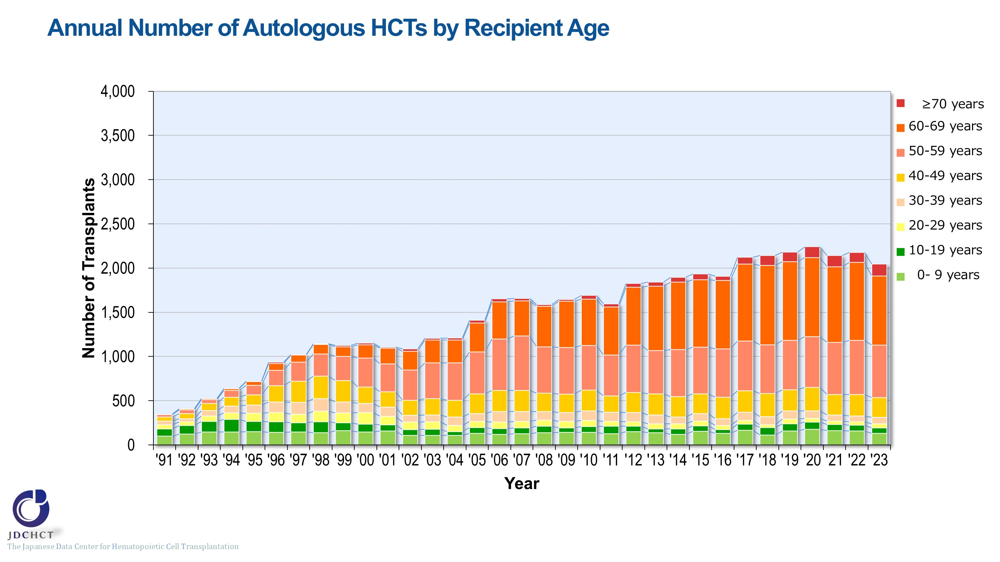 Annual Number of Autologous HCTs by Recipient Age
4,000
3,500
3,000
2,500
2,000
1,500
1,000
500
0
Number of Transplants
'91 '92 '93 '94 '95 '96 '97 '98 '99 '00 '01 '02 '03 '04 '05 '06 '07 '08 '09 '10 '11 '12 '13 '14 '15 '16 '17 '18 '19 '20 '21 '22 '23
Year
≥70 years
60-69 years
50-59 years
40-49 years
30-39 years
20-29 years
10-19 years
0- 9 years
JDCHCT
The Japanese Data Center for Hematopoietic Cell Transplantation